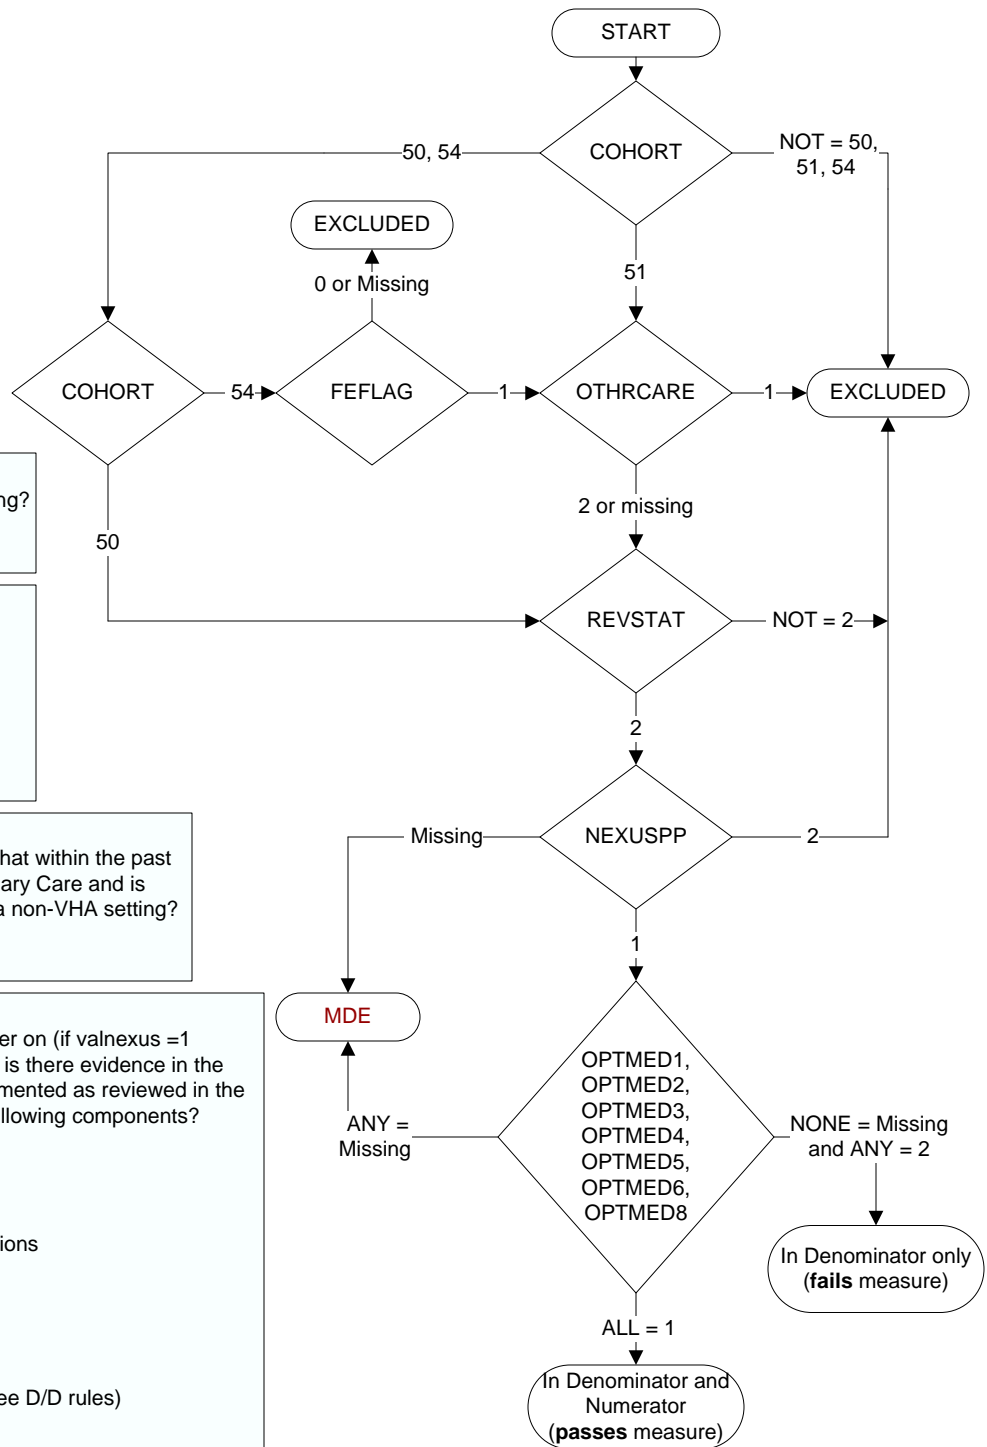 START
COHORT
50, 54
NOT = 50,
51, 54
EXCLUDED
0 or Missing
51
COHORT
54
FEFLAG
1
OTHRCARE
1
EXCLUDED
ng?
50
2 or missing
REVSTAT
NOT = 2
2
Missing
NEXUSPP
2
hat within the past
ary Care and is
a non-VHA setting?
1
MDE
er on (if valnexus =1
is there evidence in the
mented as reviewed in the
llowing components?
tions
ee D/D rules)
OPTMED1,
OPTMED2,
OPTMED3,
OPTMED4,
OPTMED5,
OPTMED6,
OPTMED8
ANY =
Missing
NONE = Missing
and ANY = 2
In Denominator only
(fails measure)
ALL = 1
In Denominator and
Numerator
(passes measure)